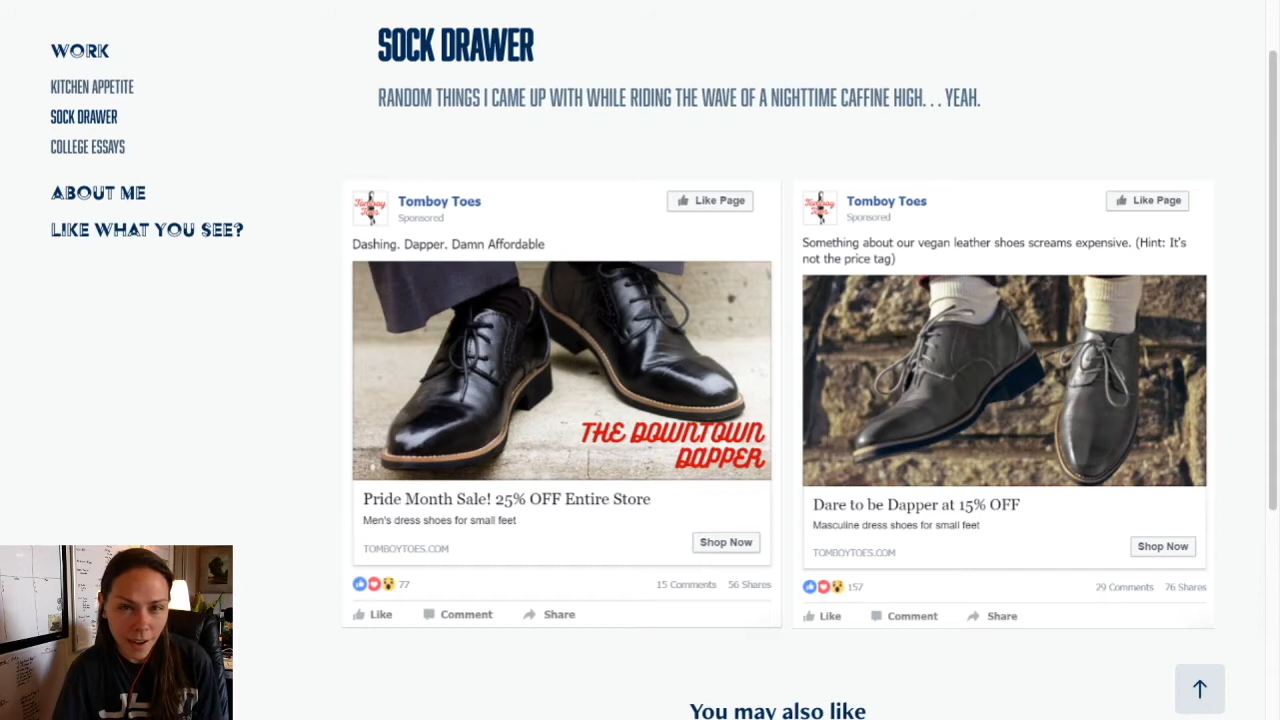 WORK
KITCHEN APPETITE
SOCK DRAWER
COLLEGE ESSAYS
ABOUT ME
LIKE WHAT YOU SEE?
SOCK DRAWER
RANDOM THINGS I CAME UP WITH WHILE RIDING THE WAVE OF A NIGHTTIME CAFFINE HIGH. . . YEAH.
Tomboy Toes
Tomboy Toes
Sponsored
Like Page
Dashing. Dapper. Damn Affordable
THE DOWNTOWN
DAPPER
Pride Month Sale! 25% OFF Entire Store
Men's dress shoes for small feet
TOMBOYTOES.COM
Shop Now
77
15 Comments
56 Shares
Like
Comment
Share
Tomboy Toes
Tomboy Toes
Sponsored
Like Page
Something about our vegan leather shoes screams expensive. (Hint: It's
not the price tag)
Dare to be Dapper at 15% OFF
Masculine dress shoes for small feet
TOMBOYTOES.COM
Shop Now
157
29 Comments
76 Shares
Like
Comment
Share
You may also like